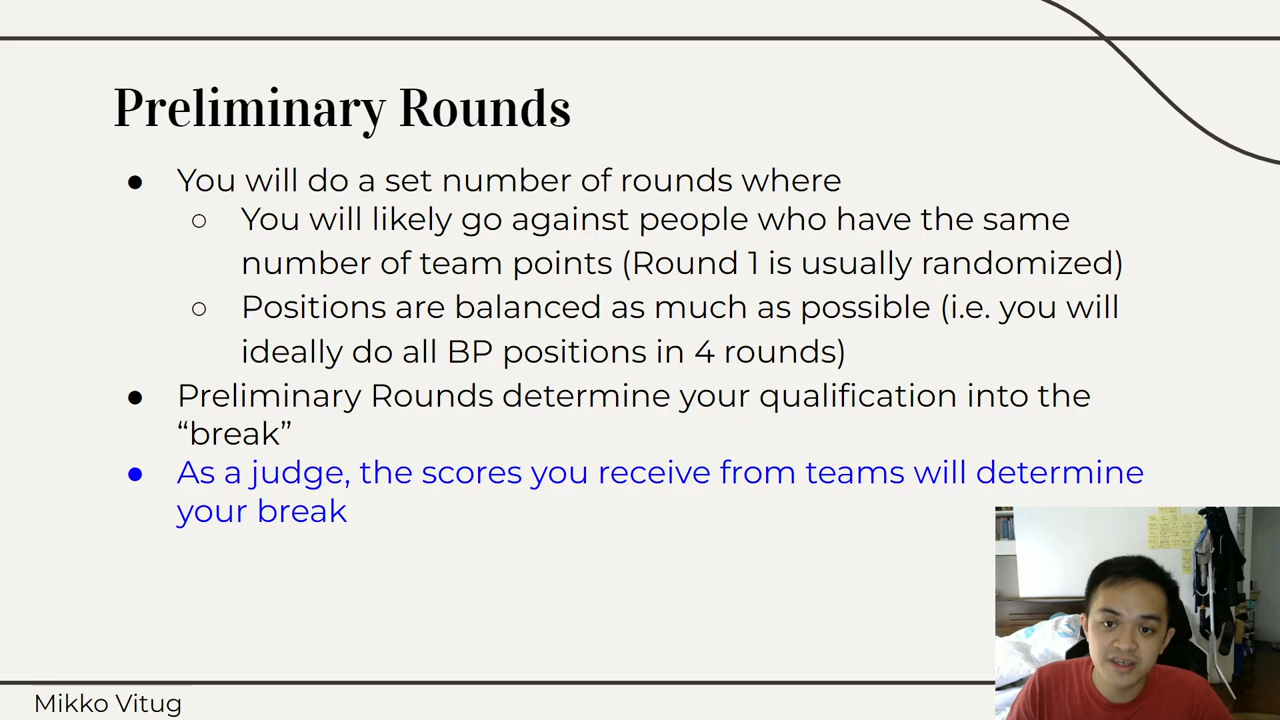 Preliminary Rounds
● You will do a set number of rounds where
○ You will likely go against people who have the same
number of team points (Round 1 is usually randomized)
○ Positions are balanced as much as possible (i.e. you will
ideally do all BP positions in 4 rounds)
● Preliminary Rounds determine your qualification into the
“break”
● As a judge, the scores you receive from teams will determine
your break
Mikko Vitug